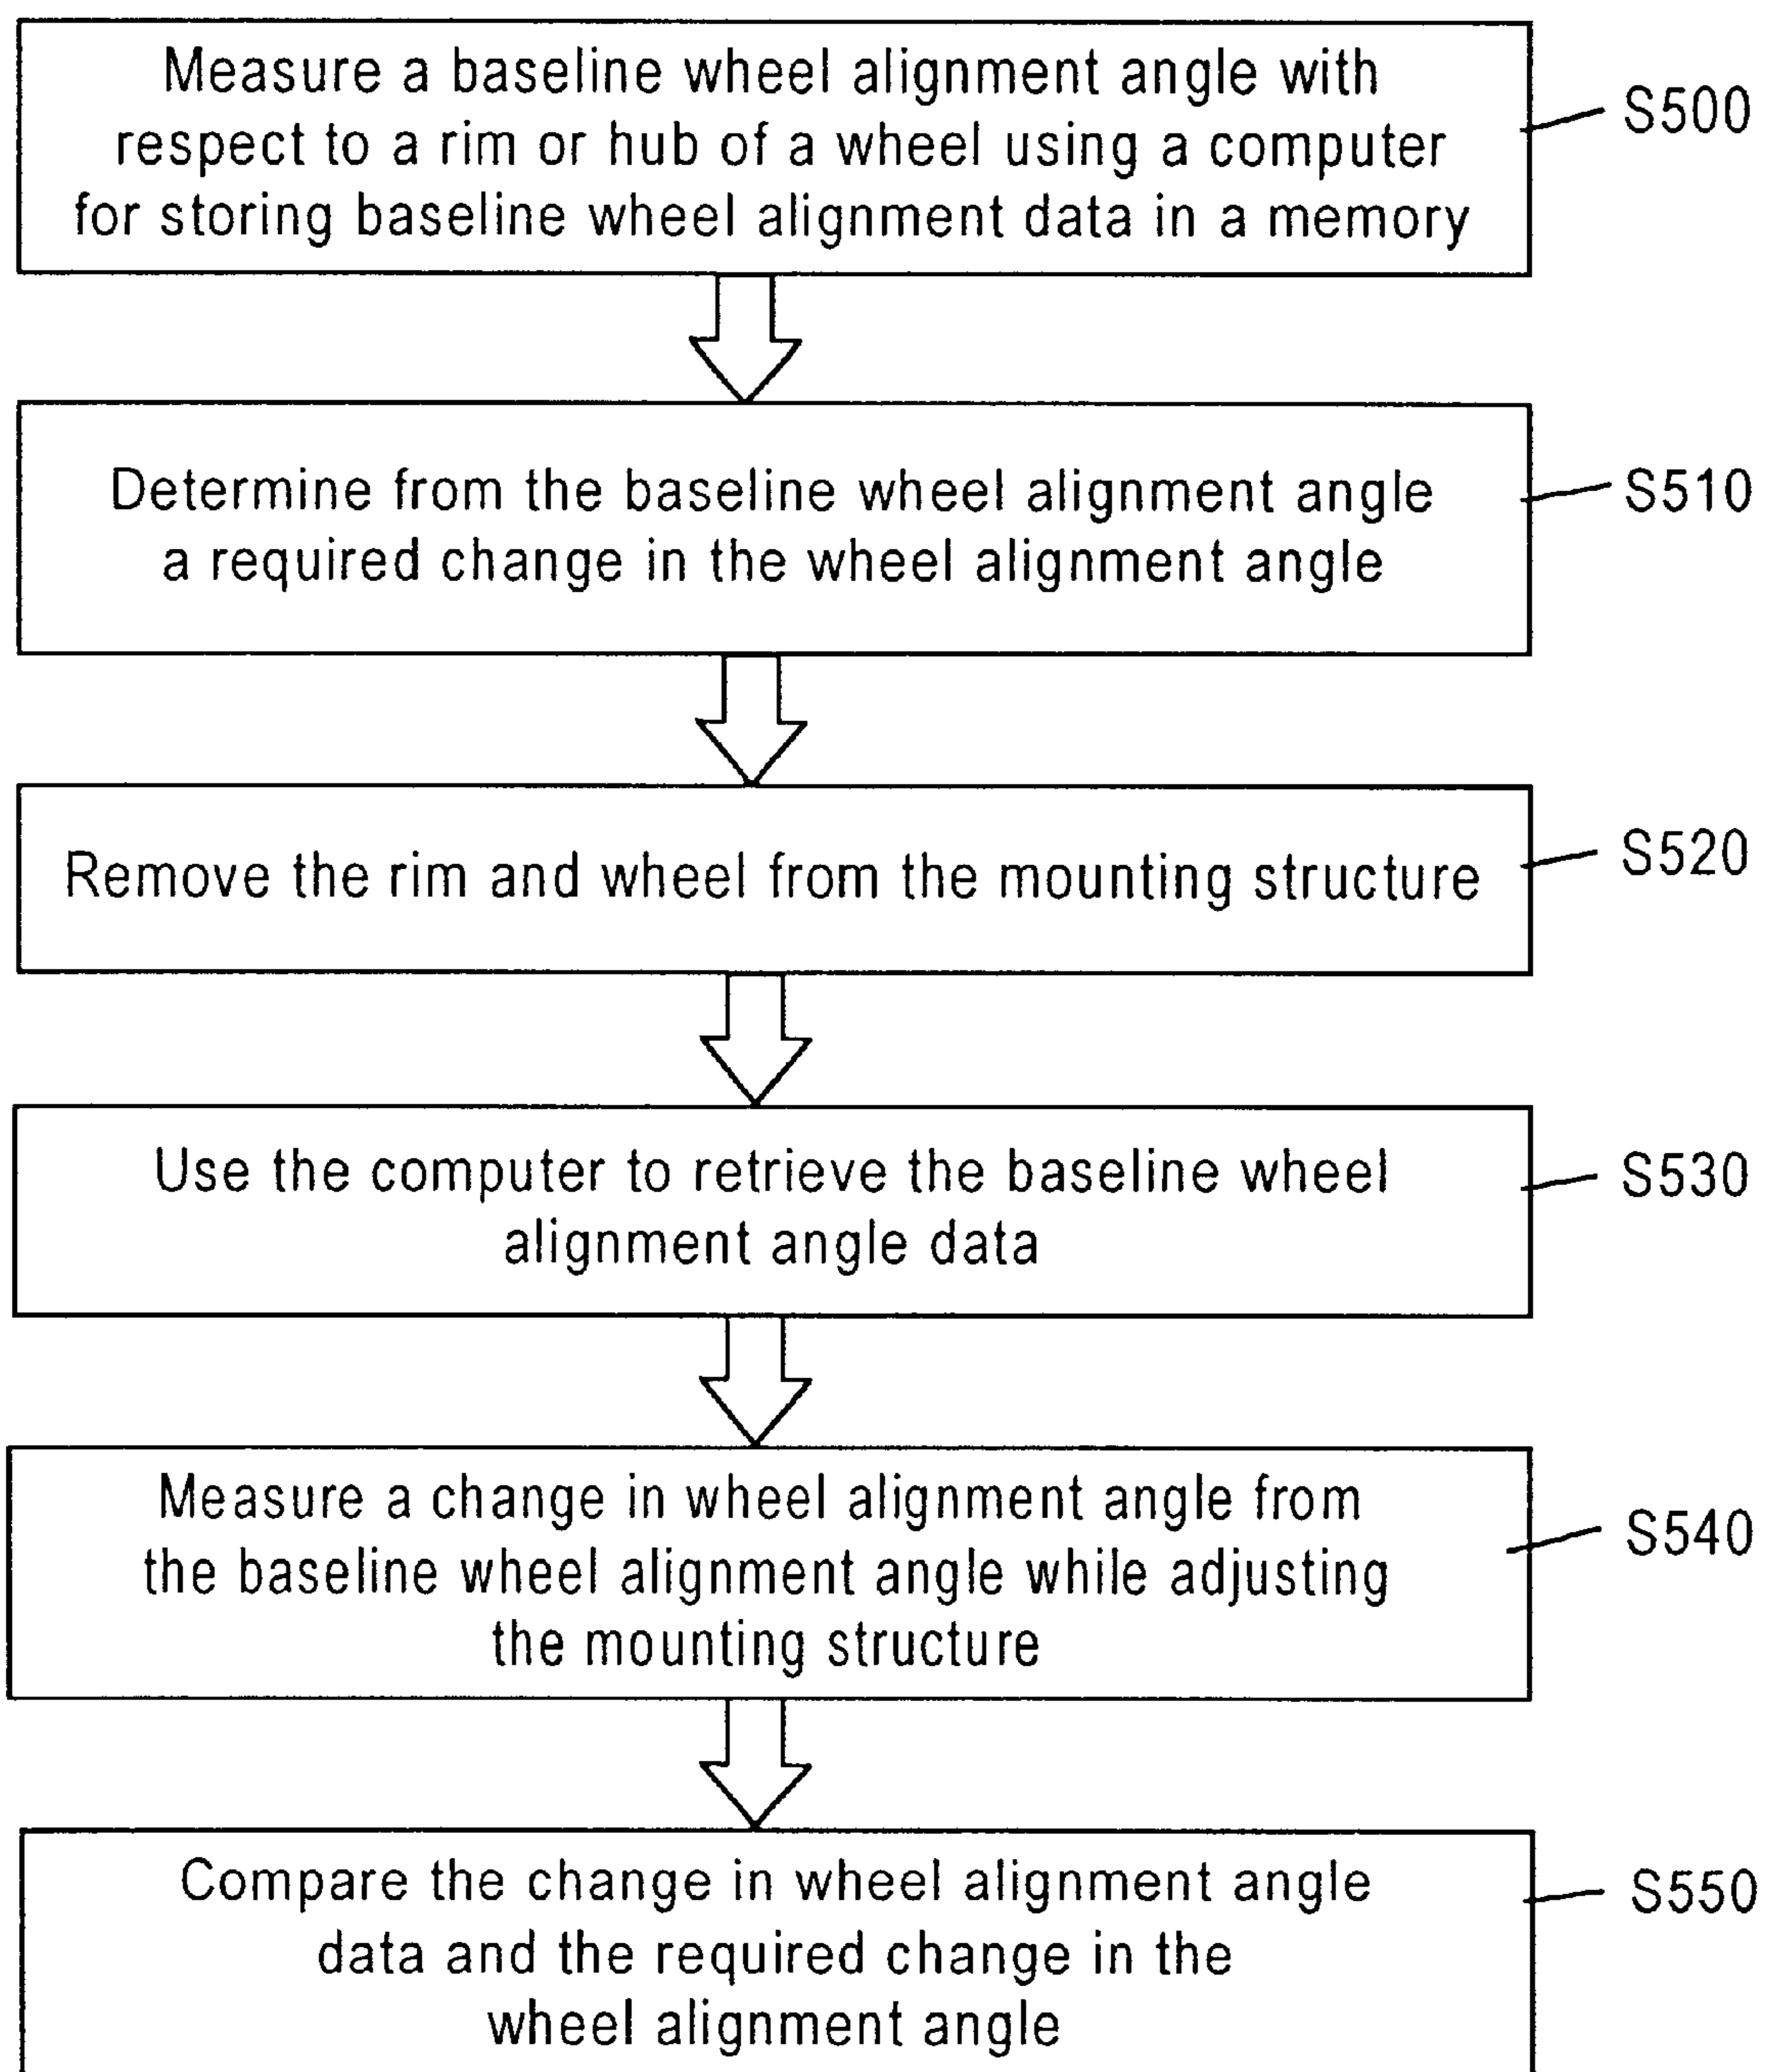 Measure a baseline wheel alignment angle with
respect to a rim or hub of a wheel using a computer
for storing baseline wheel alignment data in a memory
S500
Determine from the baseline wheel alignment angle
a required change in the wheel alignment angle
S510
Remove the rim and wheel from the mounting structure
S520
Use the computer to retrieve the baseline wheel
alignment angle data
S530
Measure a change in wheel alignment angle from
the baseline wheel alignment angle while adjusting
the mounting structure
S540
Compare the change in wheel alignment angle
data and the required change in the
wheel alignment angle
S550